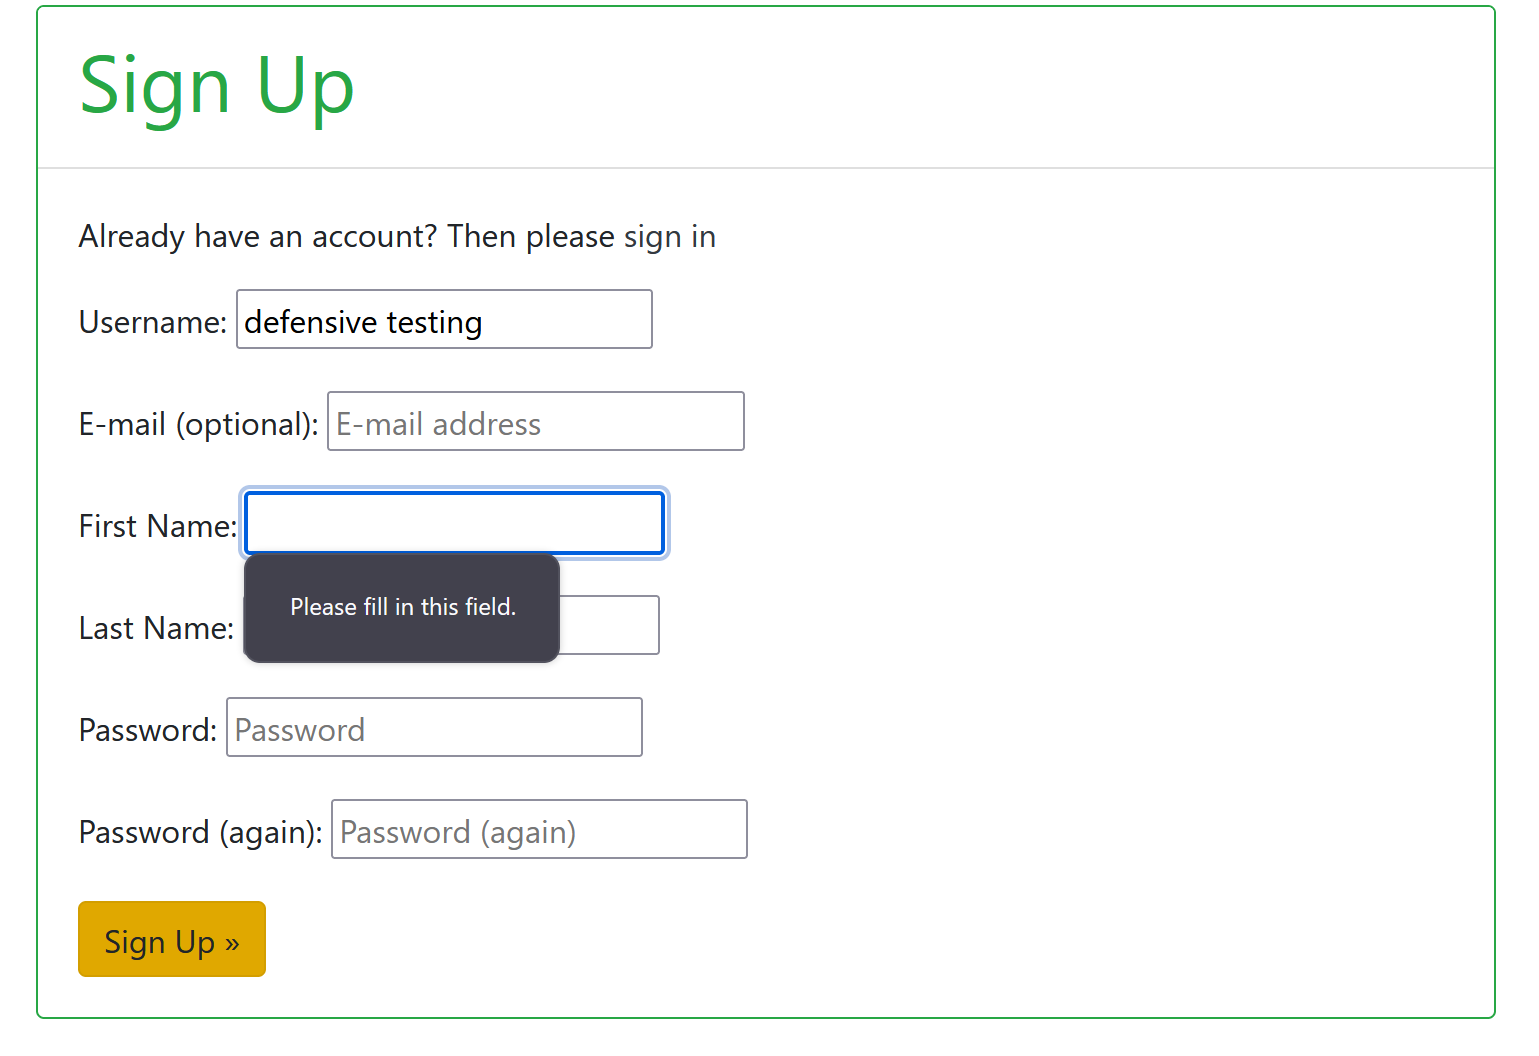 Sign Up
Already have an account? Then please sign in
Username: defensive testing
E-mail (optional): E-mail address
First Name:
Please fill in this field.
Last Name:
Password: Password
Password (again): Password (again)
Sign Up »